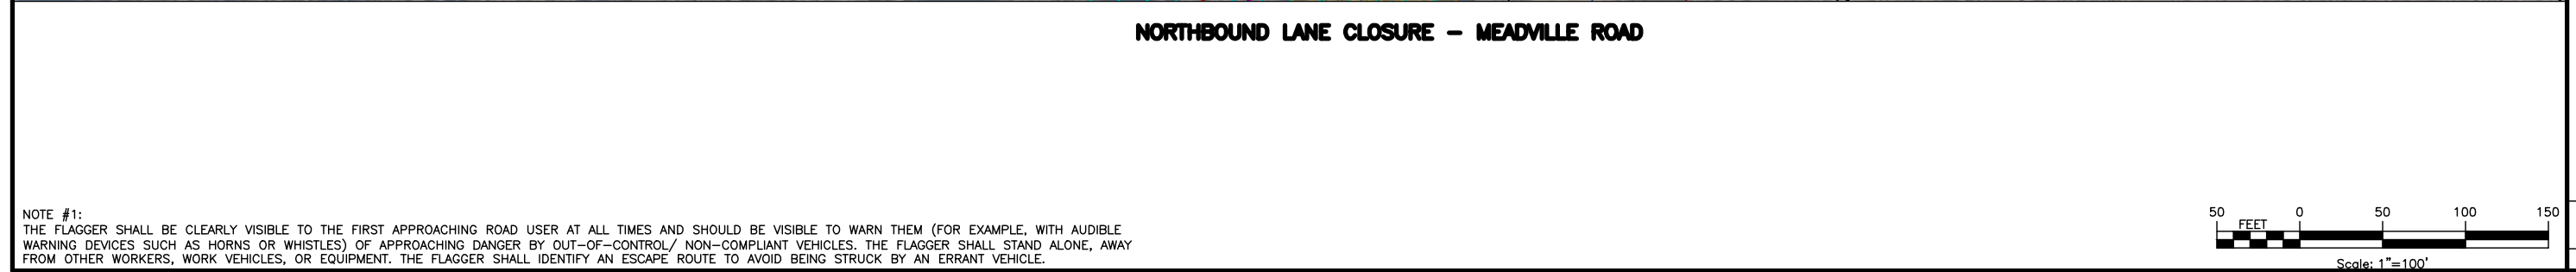 NORTHBOUND LANE CLOSURE – MEADVILLE ROAD
NOTE #1:
THE FLAGGER SHALL BE CLEARLY VISIBLE TO THE FIRST APPROACHING ROAD USER AT ALL TIMES AND SHOULD BE VISIBLE TO WARN THEM (FOR EXAMPLE, WITH AUDIBLE
WARNING DEVICES SUCH AS HORNS OR WHISTLES) OF APPROACHING DANGER BY OUT-OF-CONTROL/ NON-COMPLIANT VEHICLES. THE FLAGGER SHALL STAND ALONE, AWAY
FROM OTHER WORKERS, WORK VEHICLES, OR EQUIPMENT. THE FLAGGER SHALL IDENTIFY AN ESCAPE ROUTE TO AVOID BEING STRUCK BY AN ERRANT VEHICLE.
50 0 50 100 150
FEET
Scale: 1"=100'